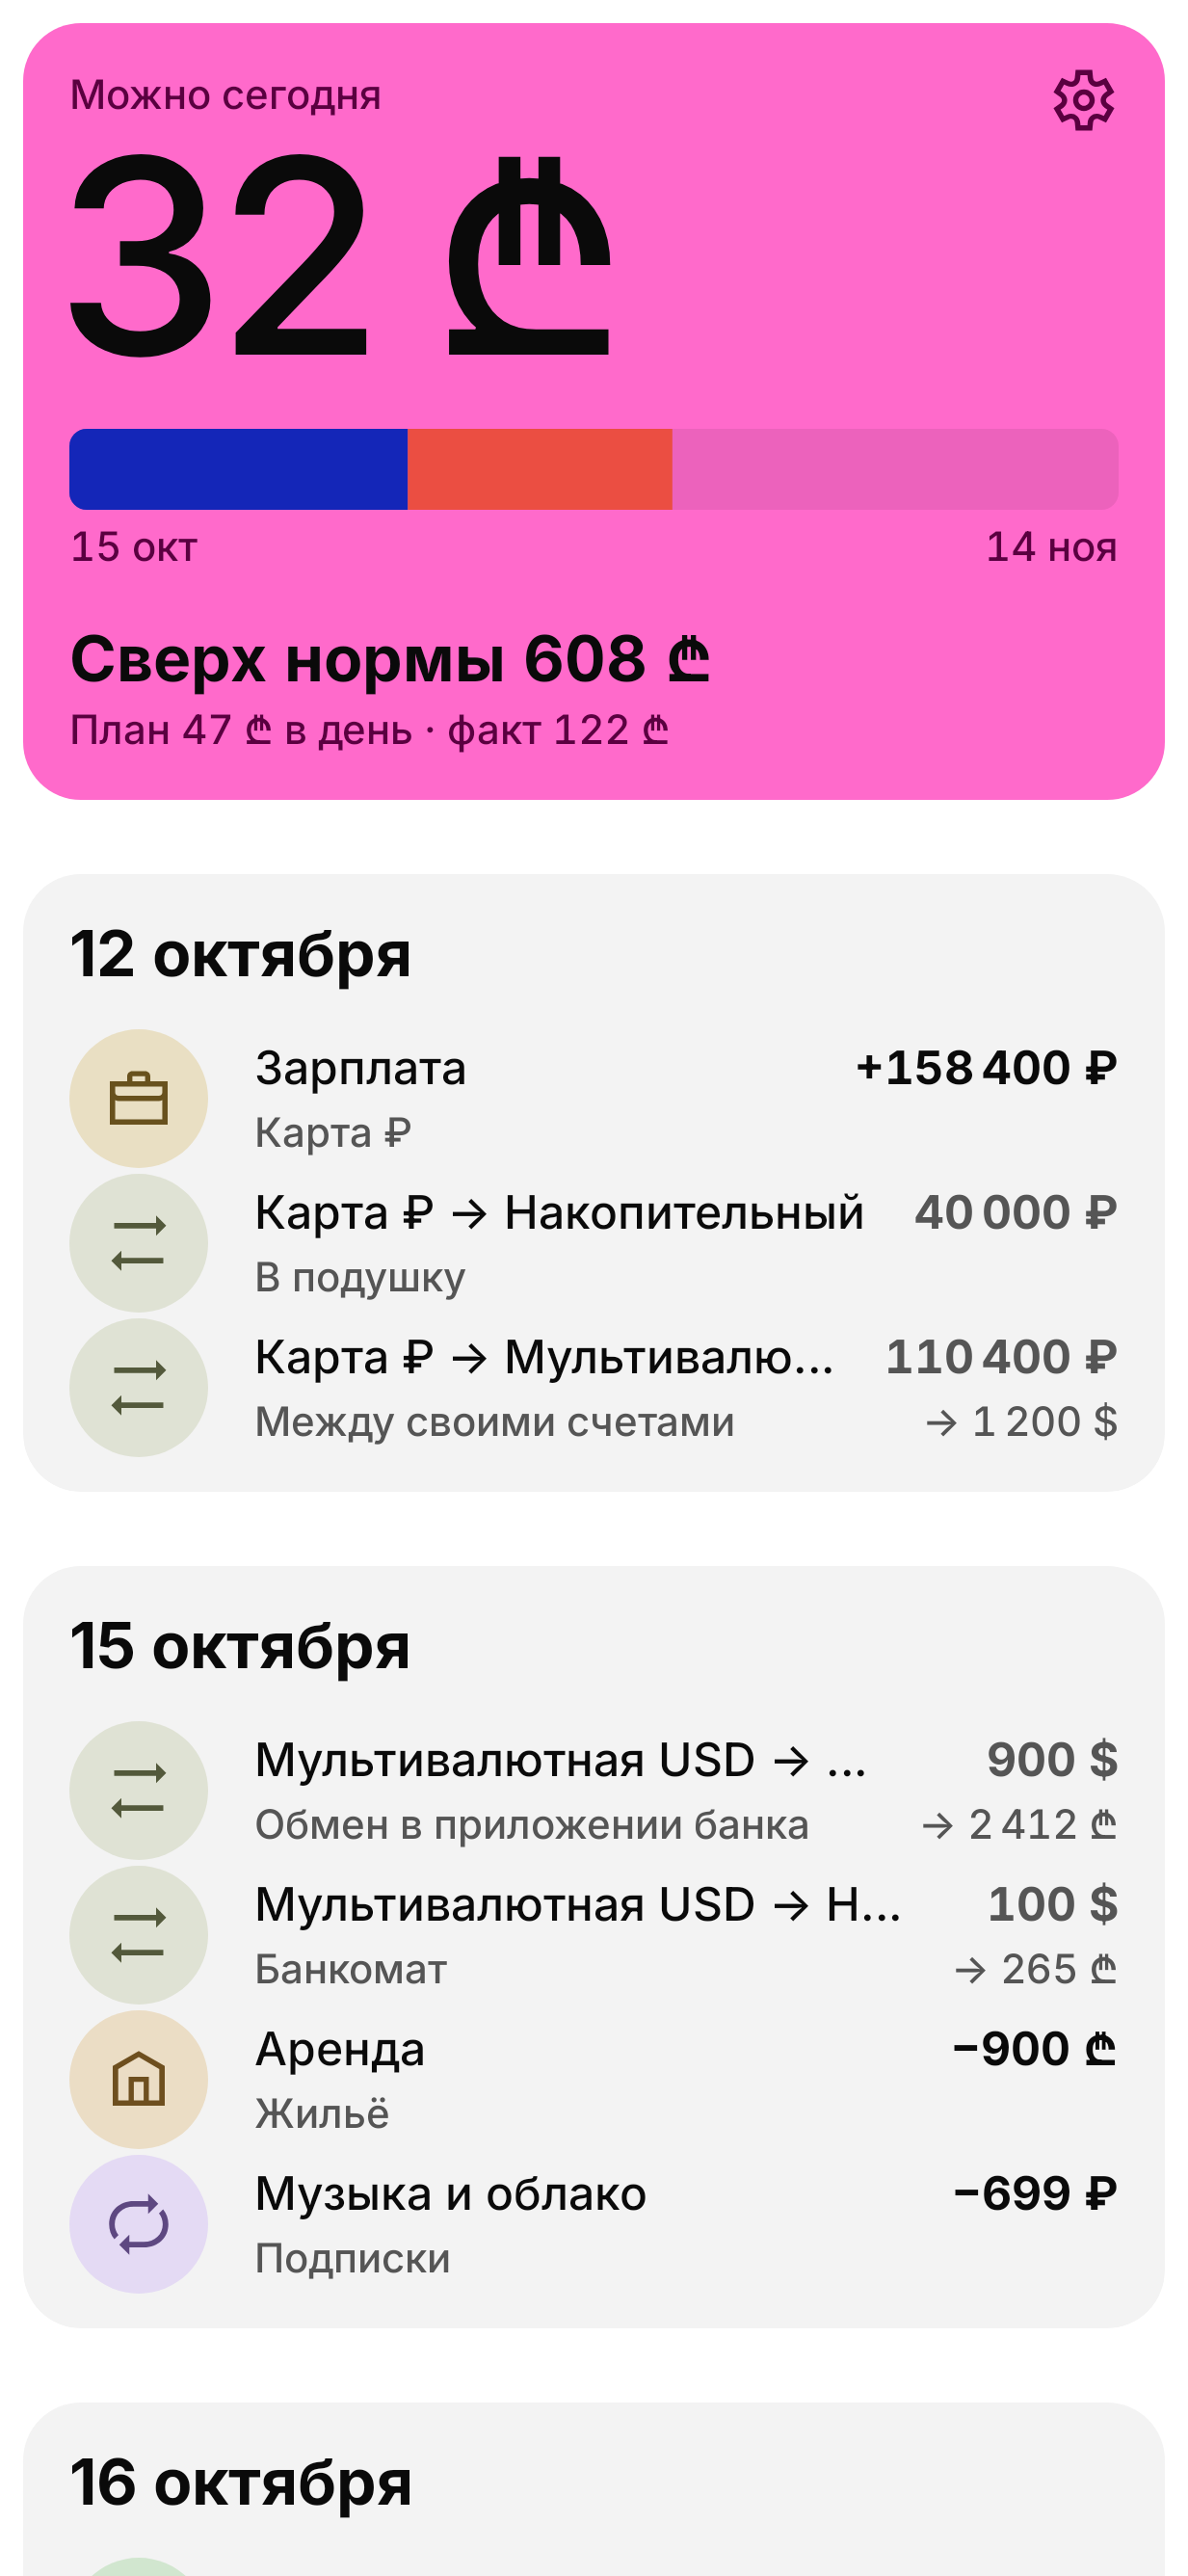 Можно сегодня
32 ₾
15 окт 14 ноя
Сверх нормы 608 ₾
План 47 ₾ в день · факт 122 ₾
12 октября
Зарплата +158 400 ₽
Карта ₽
Карта ₽ → Накопительный 40 000 ₽
В подушку
Карта ₽ → Мультивалю... 110 400 ₽
Между своими счетами → 1 200 $
15 октября
Мультивалютная USD → ... 900 $
Обмен в приложении банка → 2 412 ₾
Мультивалютная USD → Н... 100 $
Банкомат → 265 ₾
Аренда −900 ₾
Жильё
Музыка и облако −699 ₽
Подписки
16 октября